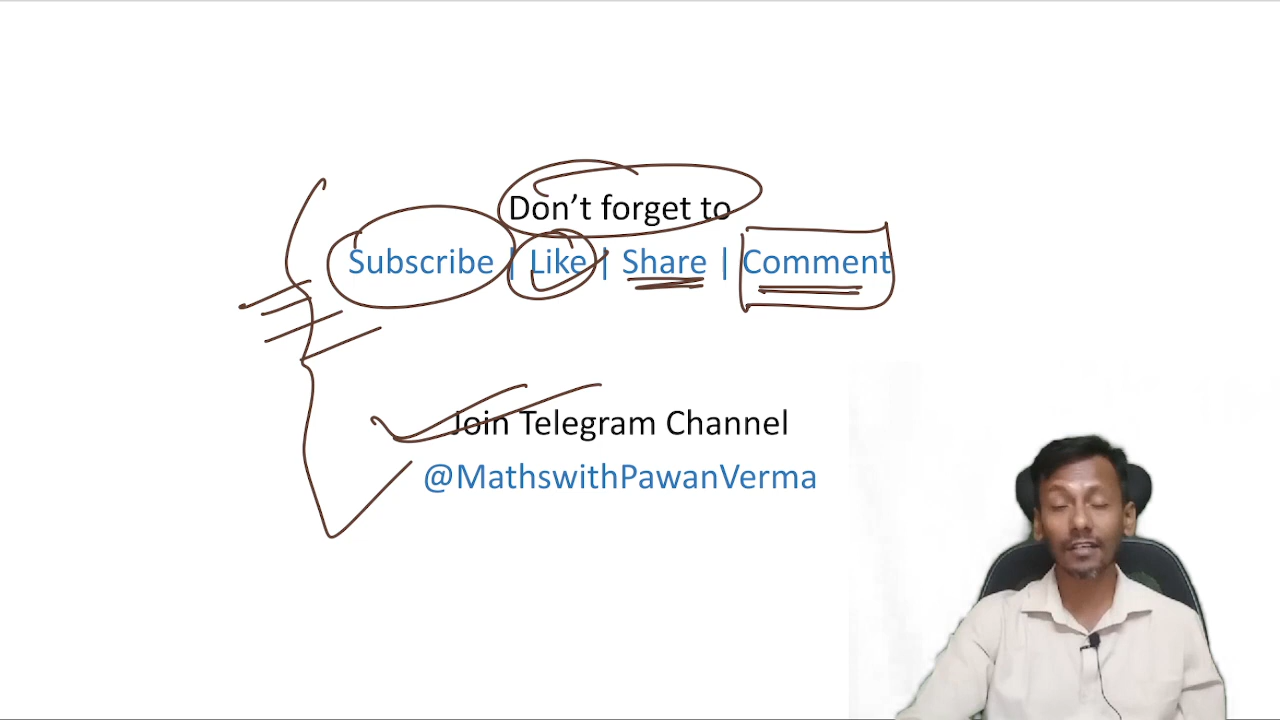 Don’t forget to
Subscribe | Like | Share | Comment
Join Telegram Channel
@MathswithPawanVerma